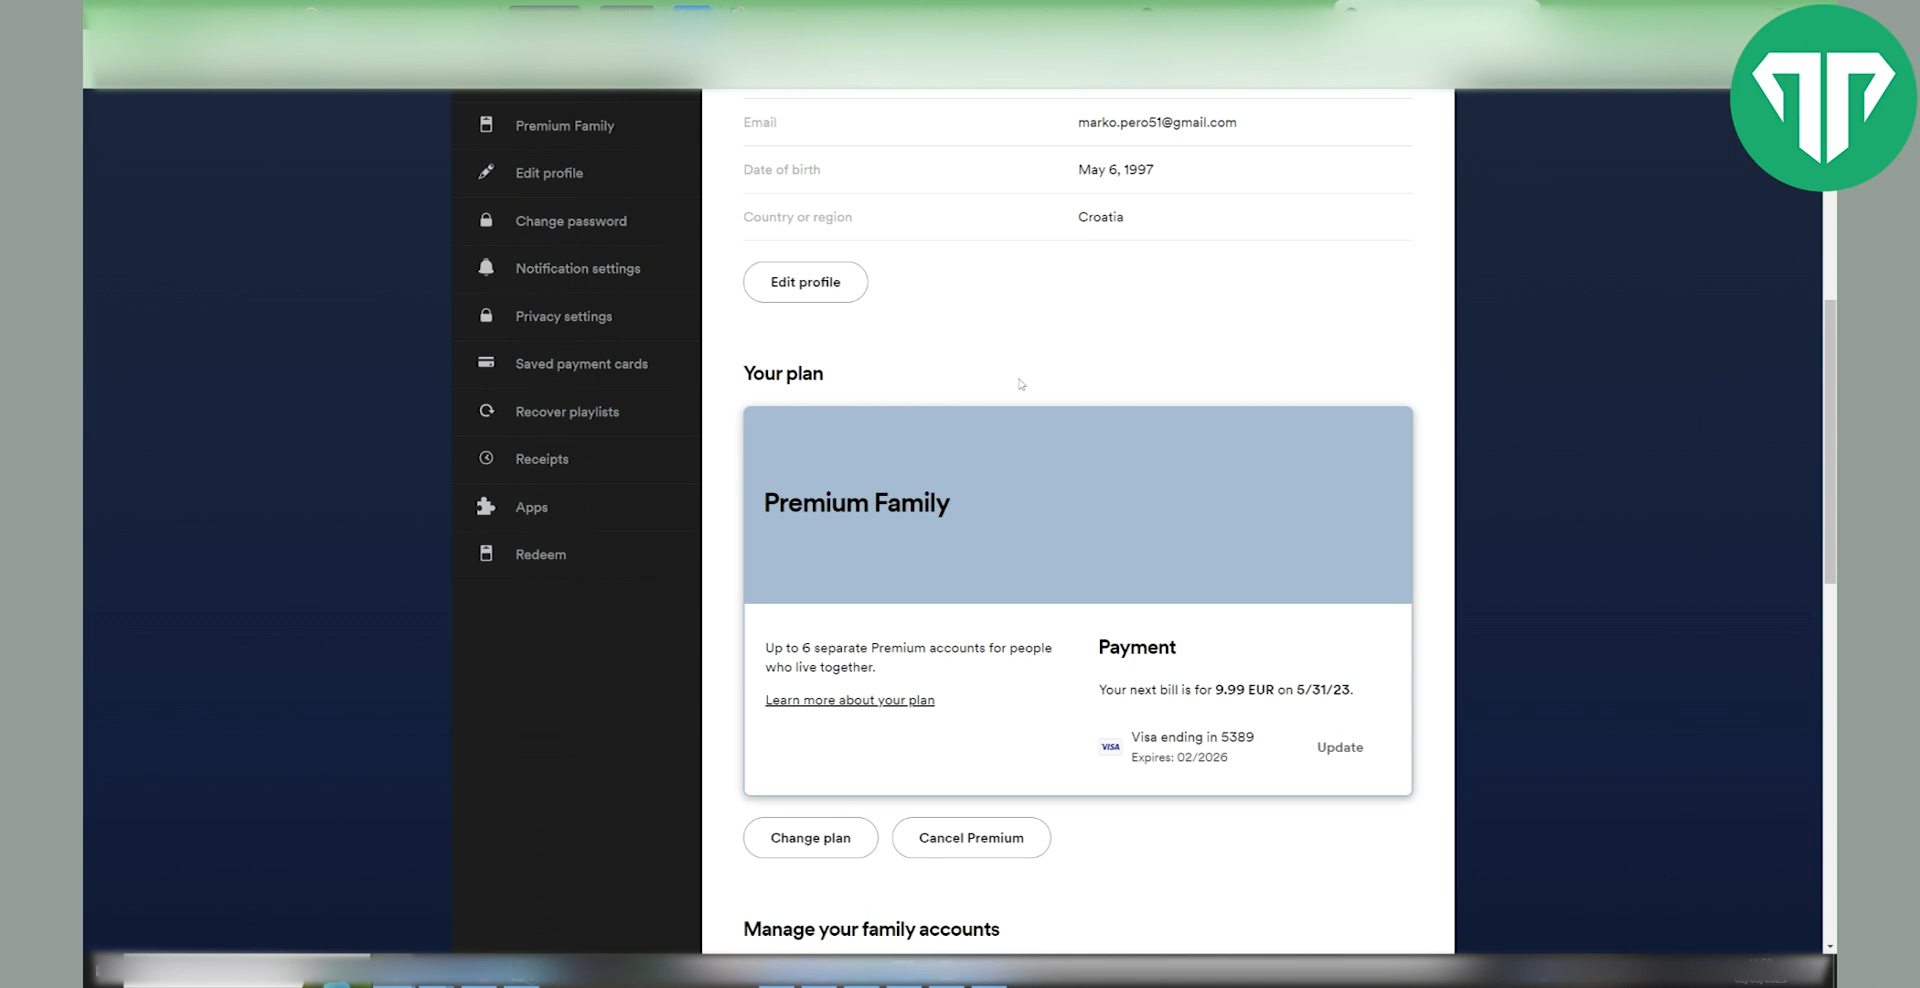 Premium Family
Edit profile
Change password
Notification settings
Privacy settings
Saved payment cards
Recover playlists
Receipts
Apps
Redeem
Email marko.pero51@gmail.com
Date of birth May 6, 1997
Country or region Croatia
Edit profile
Your plan
Premium Family
Up to 6 separate Premium accounts for people
who live together.
Learn more about your plan
Payment
Your next bill is for 9.99 EUR on 5/31/23.
VISA
Visa ending in 5389
Expires: 02/2026
Update
Change plan
Cancel Premium
Manage your family accounts